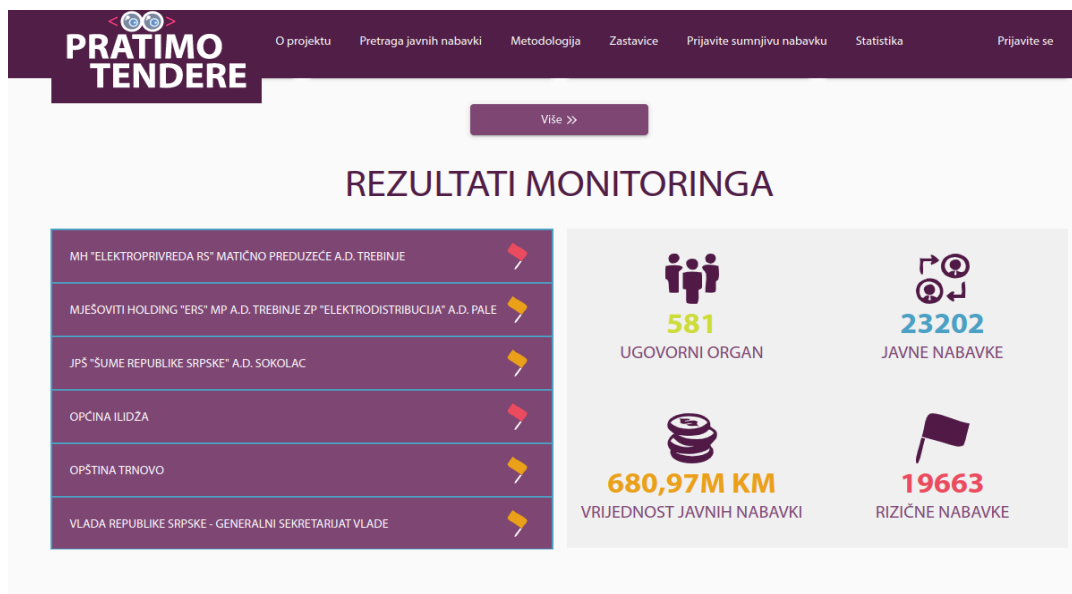 PRATIMO
TENDERE
O projektu
Pretraga javnih nabavki
Metodologija
Zastavice
Prijavite sumnjivu nabavku
Statistika
Prijavite se
Više
REZULTATI MONITORINGA
MH "ELEKTROPRIVREDA RS" MATIČNO PREDUZEĆE A.D. TREBINJE
MJEŠOVITI HOLDING "ERS" MP A.D. TREBINJE ZP "ELEKTRODISTRIBUCIJA" A.D. PALE
JPŠ "ŠUME REPUBLIKE SRPSKE" A.D. SOKOLAC
OPĆINA ILIDŽA
OPŠTINA TRNOVO
VLADA REPUBLIKE SRPSKE - GENERALNI SEKRETARIJAT VLADE
581
UGOVORNI ORGAN
23202
JAVNE NABAVKE
680,97M KM
VRIJEDNOST JAVNIH NABAVKI
19663
RIZIČNE NABAVKE